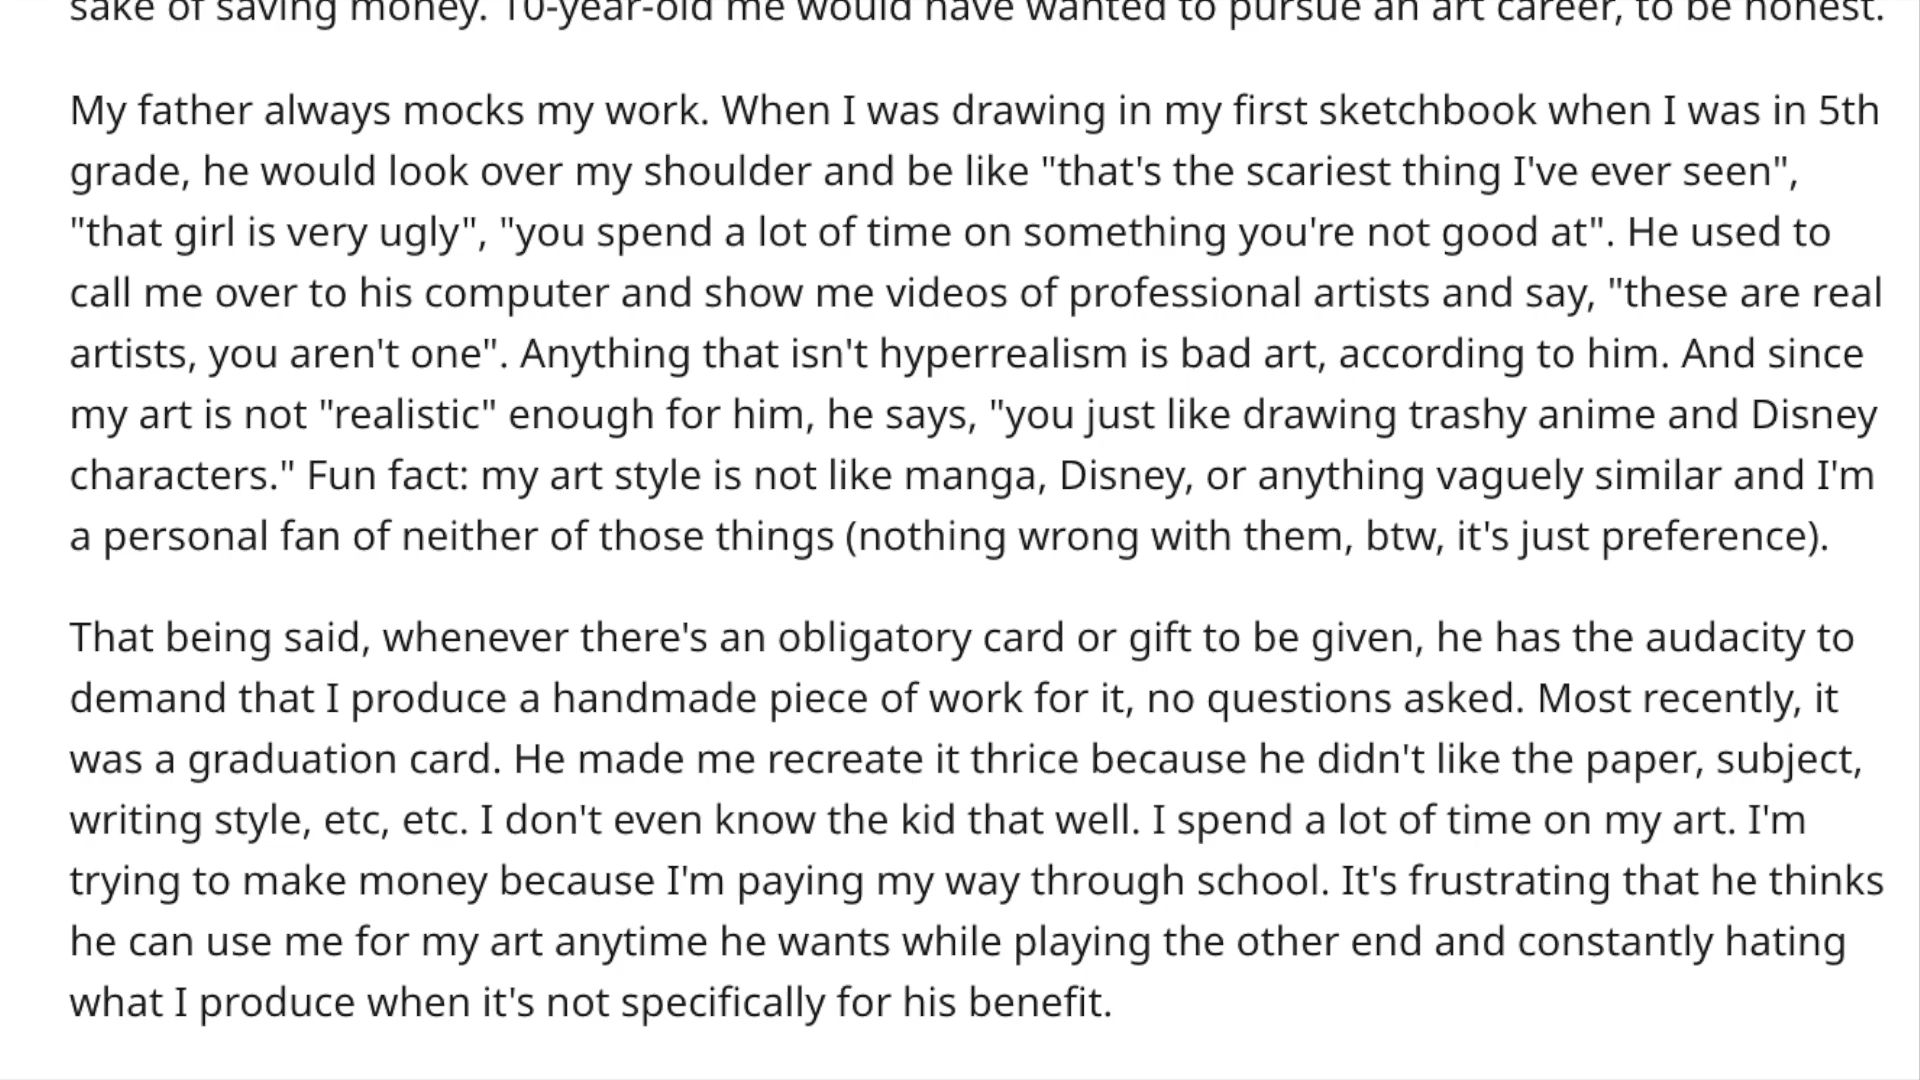 sake of saving money. 10-year-old me would have wanted to pursue an art career, to be honest.
My father always mocks my work. When I was drawing in my first sketchbook when I was in 5th
grade, he would look over my shoulder and be like "that's the scariest thing I've ever seen",
"that girl is very ugly", "you spend a lot of time on something you're not good at". He used to
call me over to his computer and show me videos of professional artists and say, "these are real
artists, you aren't one". Anything that isn't hyperrealism is bad art, according to him. And since
my art is not "realistic" enough for him, he says, "you just like drawing trashy anime and Disney
characters." Fun fact: my art style is not like manga, Disney, or anything vaguely similar and I'm
a personal fan of neither of those things (nothing wrong with them, btw, it's just preference).
That being said, whenever there's an obligatory card or gift to be given, he has the audacity to
demand that I produce a handmade piece of work for it, no questions asked. Most recently, it
was a graduation card. He made me recreate it thrice because he didn't like the paper, subject,
writing style, etc, etc. I don't even know the kid that well. I spend a lot of time on my art. I'm
trying to make money because I'm paying my way through school. It's frustrating that he thinks
he can use me for my art anytime he wants while playing the other end and constantly hating
what I produce when it's not specifically for his benefit.